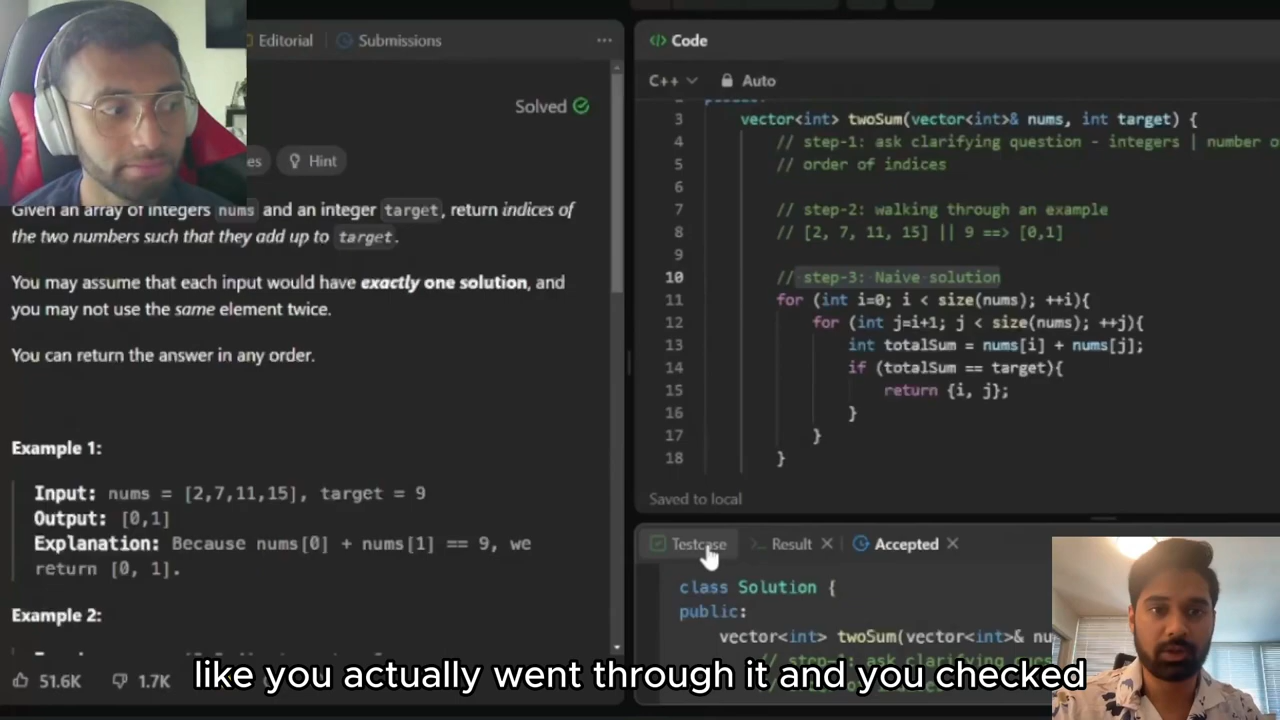 Editorial
Submissions
Solved
Hint
Given an array of integers nums and an integer target, return indices of
the two numbers such that they add up to target.
You may assume that each input would have exactly one solution, and
you may not use the same element twice.
You can return the answer in any order.
Example 1:
Input: nums = [2,7,11,15], target = 9
Output: [0,1]
Explanation: Because nums[0] + nums[1] == 9, we
return [0, 1].
Example 2:
51.6K
1.7K
</> Code
C++
Auto
3 vector<int> twoSum(vector<int>& nums, int target) {
4 // step-1: ask clarifying question - integers | number
5 // order of indices
6
7 // step-2: walking through an example
8 // [2, 7, 11, 15] || 9 ==> [0,1]
9
10 // step-3: Naive solution
11 for (int i=0; i < size(nums); ++i){
12 for (int j=i+1; j < size(nums); ++j){
13 int totalSum = nums[i] + nums[j];
14 if (totalSum == target){
15 return {i, j};
16 }
17 }
18 }
Saved to local
Testcase
Result
Accepted
class Solution {
public:
vector<int> twoSum(vector<int>& nu
like you actually went through it and you checked